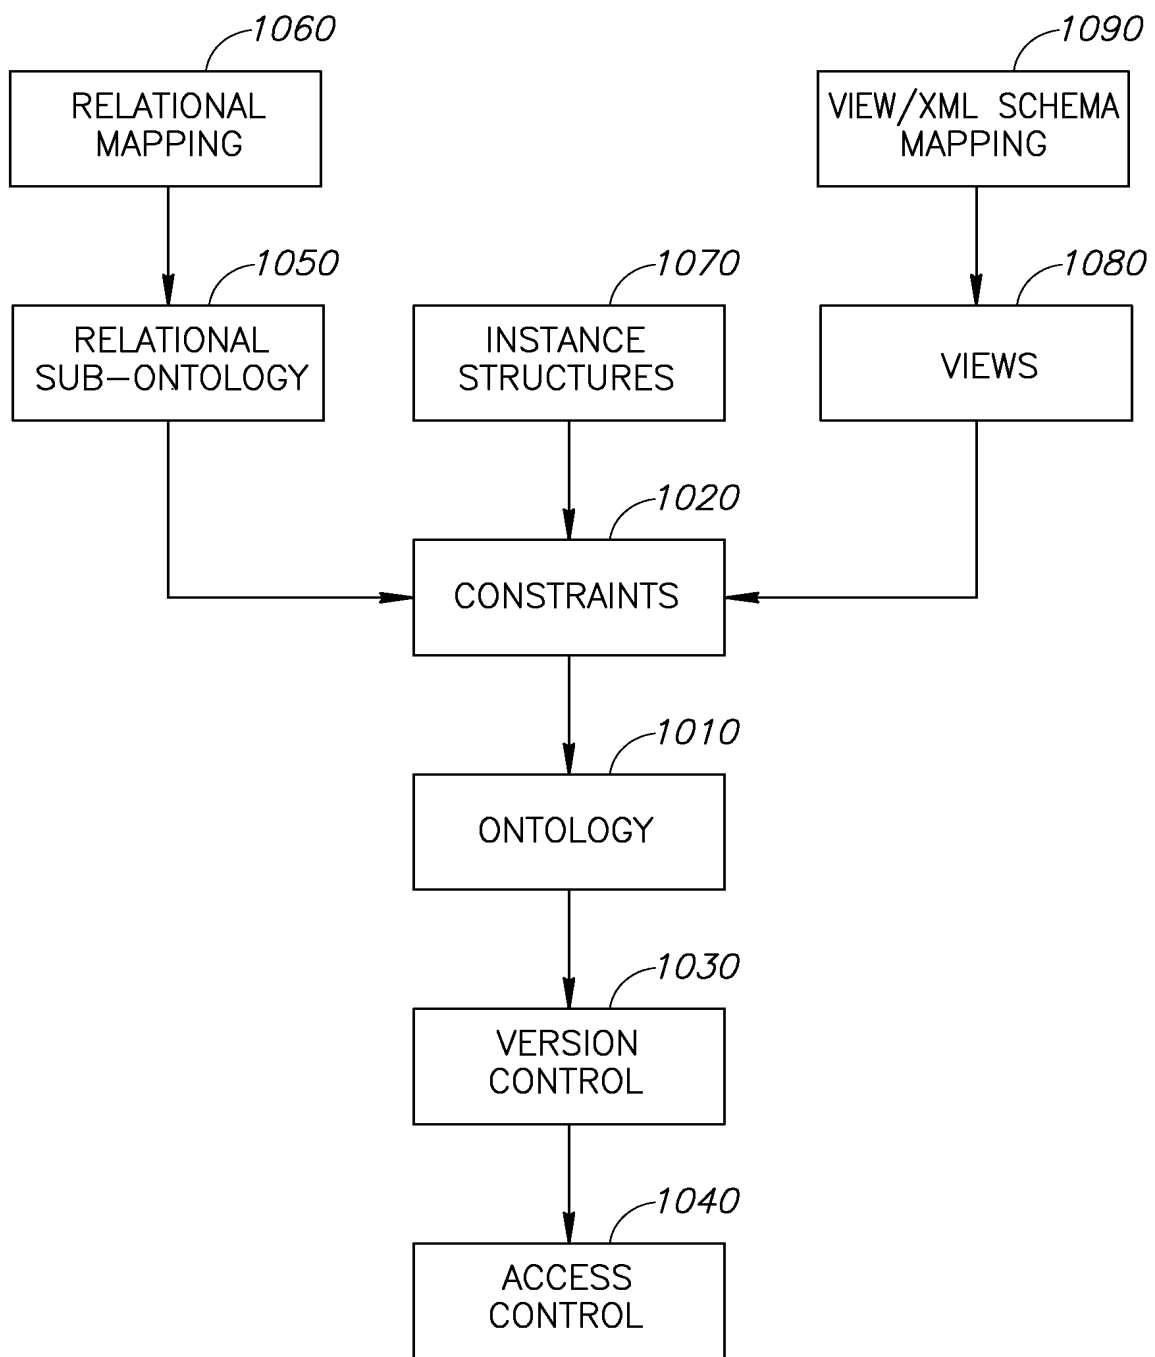 1060
RELATIONAL
MAPPING
1090
VIEW/XML SCHEMA
MAPPING
1050
RELATIONAL
SUB-ONTOLOGY
1070
INSTANCE
STRUCTURES
1080
VIEWS
1020
CONSTRAINTS
1010
ONTOLOGY
1030
VERSION
CONTROL
1040
ACCESS
CONTROL